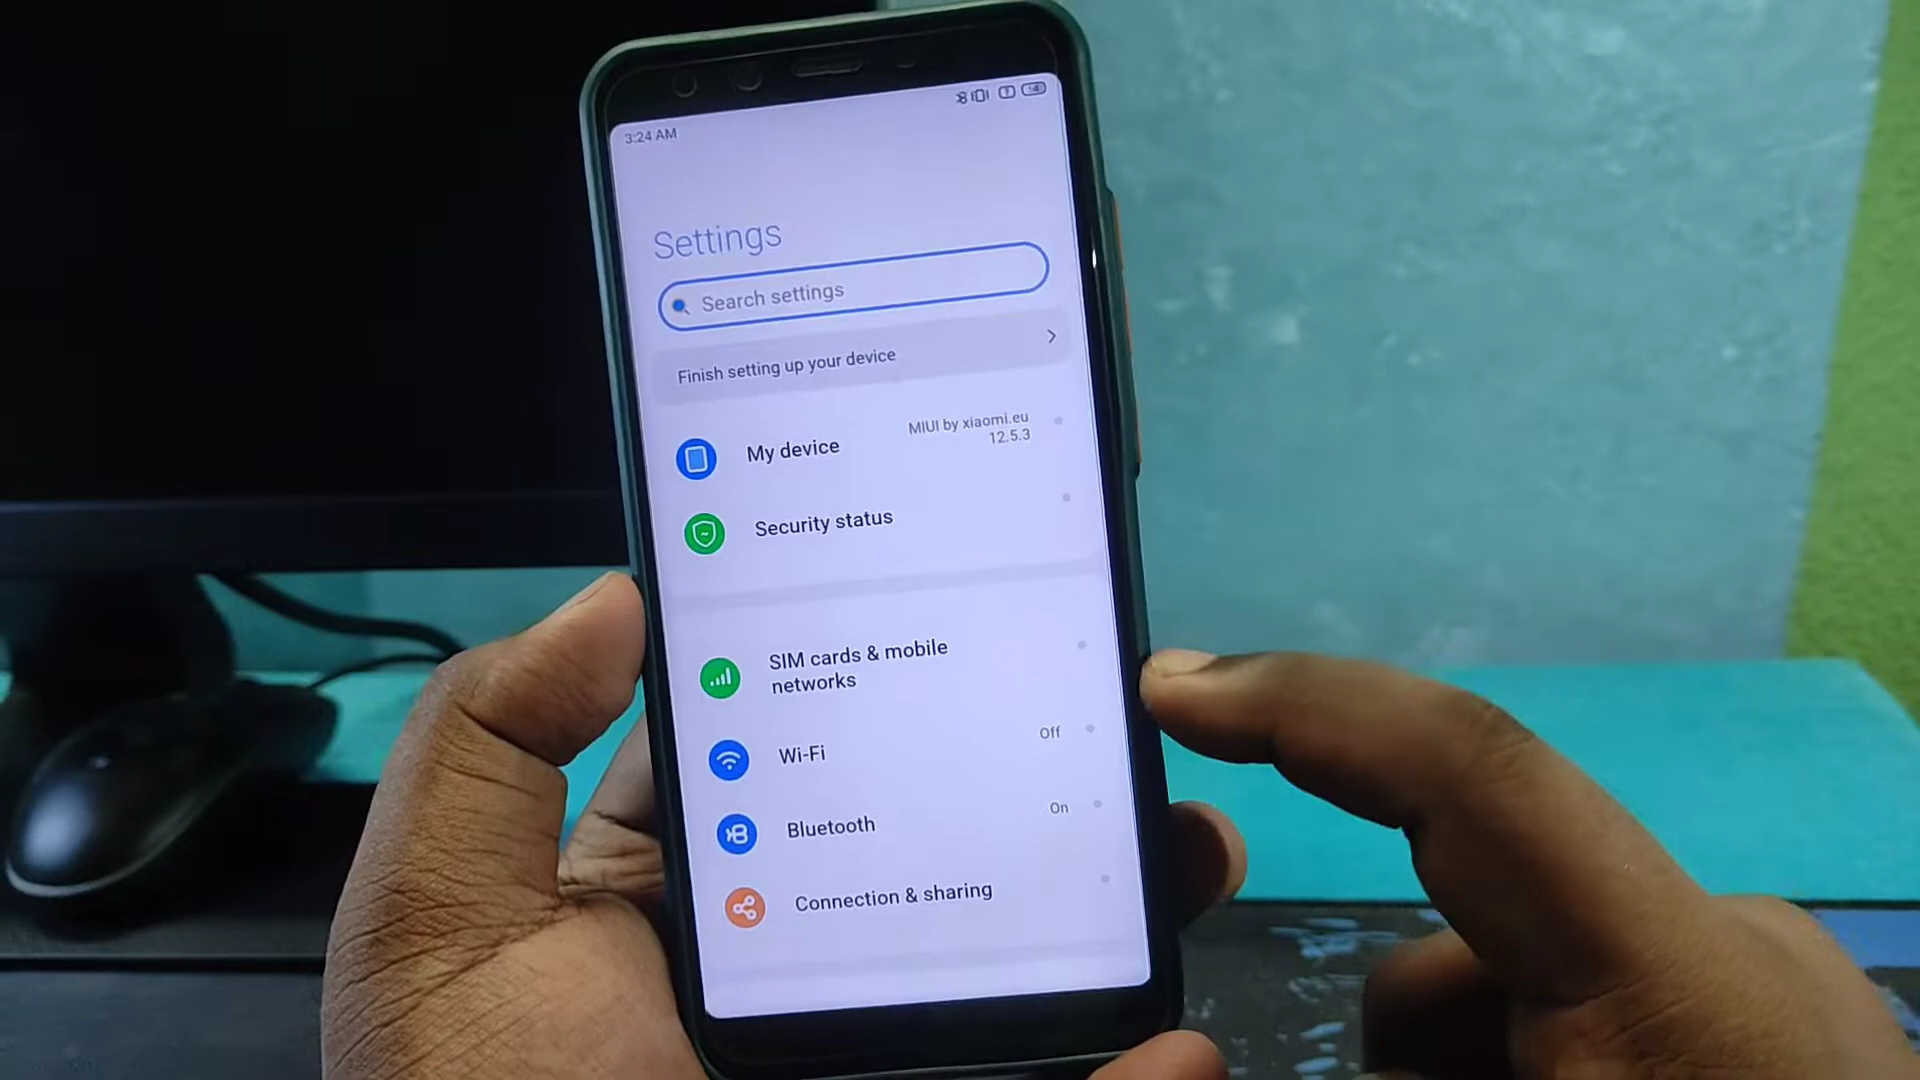 3:24 AM
Settings
Search settings
Finish setting up your device
My device
MIUI by xiaomi.eu
12.5.3
Security status
SIM cards & mobile
networks
Wi-Fi
Off
Bluetooth
On
Connection & sharing